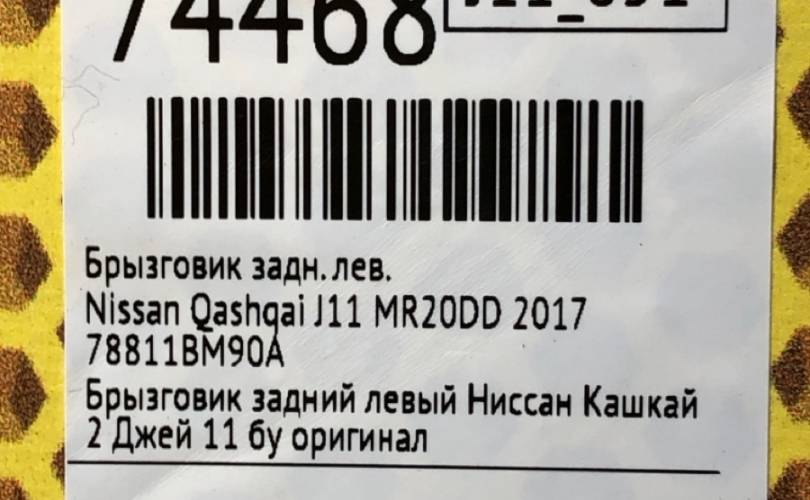 74468
Брызговик задн.лев.
Nissan Qashqai J11 MR20DD 2017
78811BM90A
Брызговик задний левый Ниссан Кашкай
2 Джей 11 бу оригинал